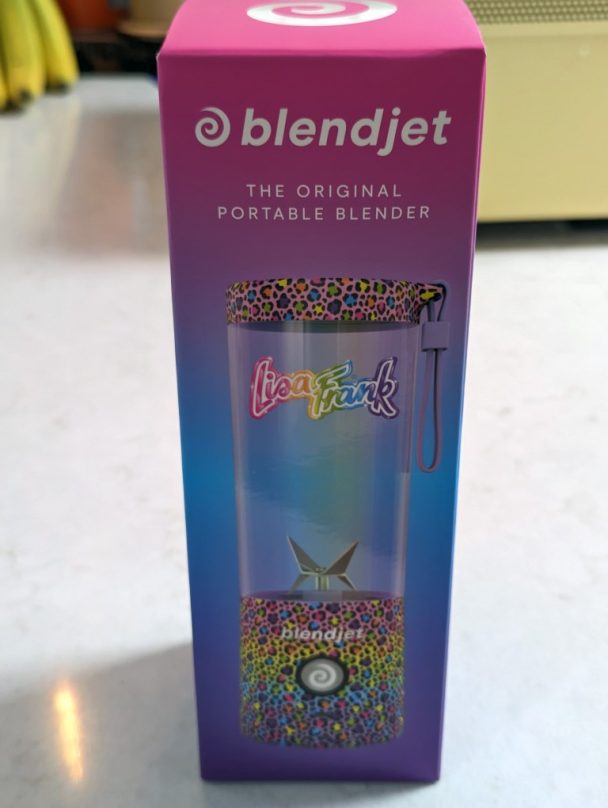 blendjet
THE ORIGINAL
PORTABLE BLENDER
Lisa Frank
blendjet